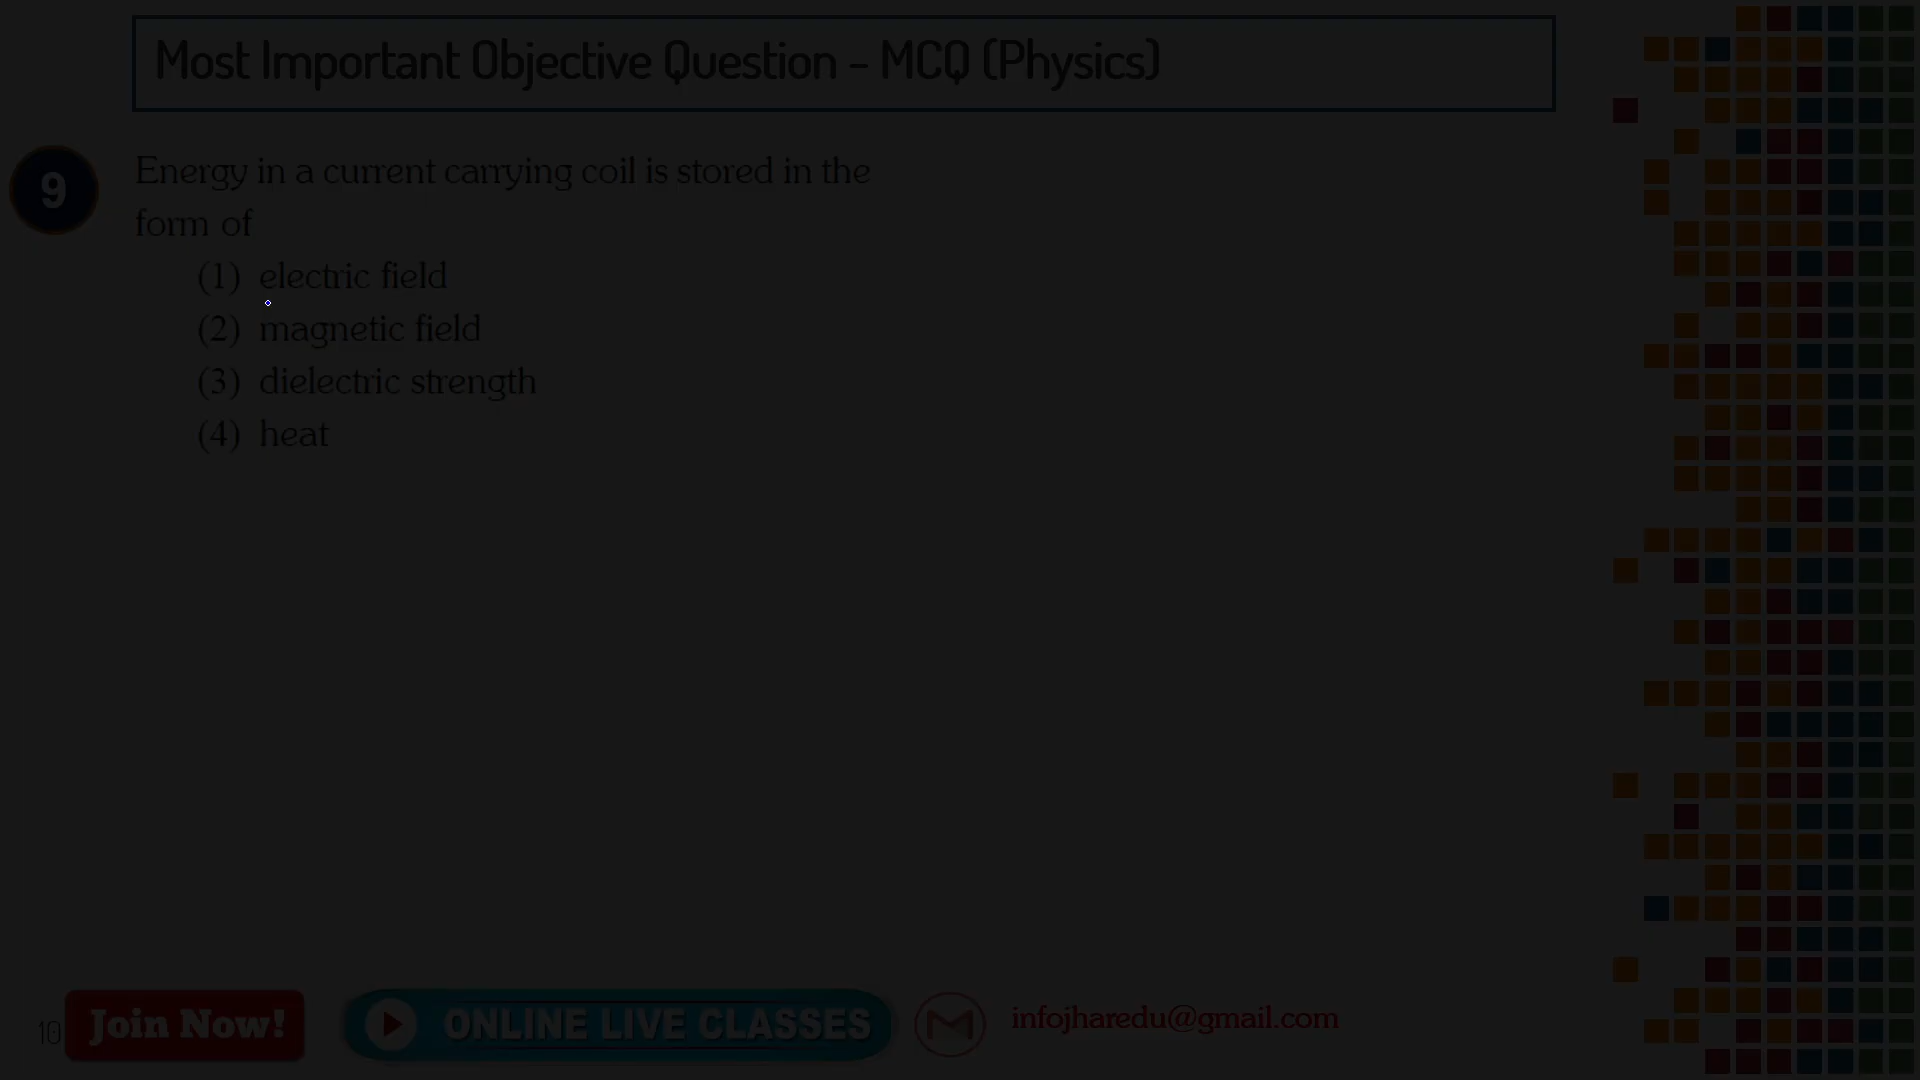 Most Important Objective Question - MCQ (Physics)
9
Energy in a current carrying coil is stored in the
form of
(1) electric field
(2) magnetic field
(3) dielectric strength
(4) heat
10
Join Now!
ONLINE LIVE CLASSES
infojharedu@gmail.com